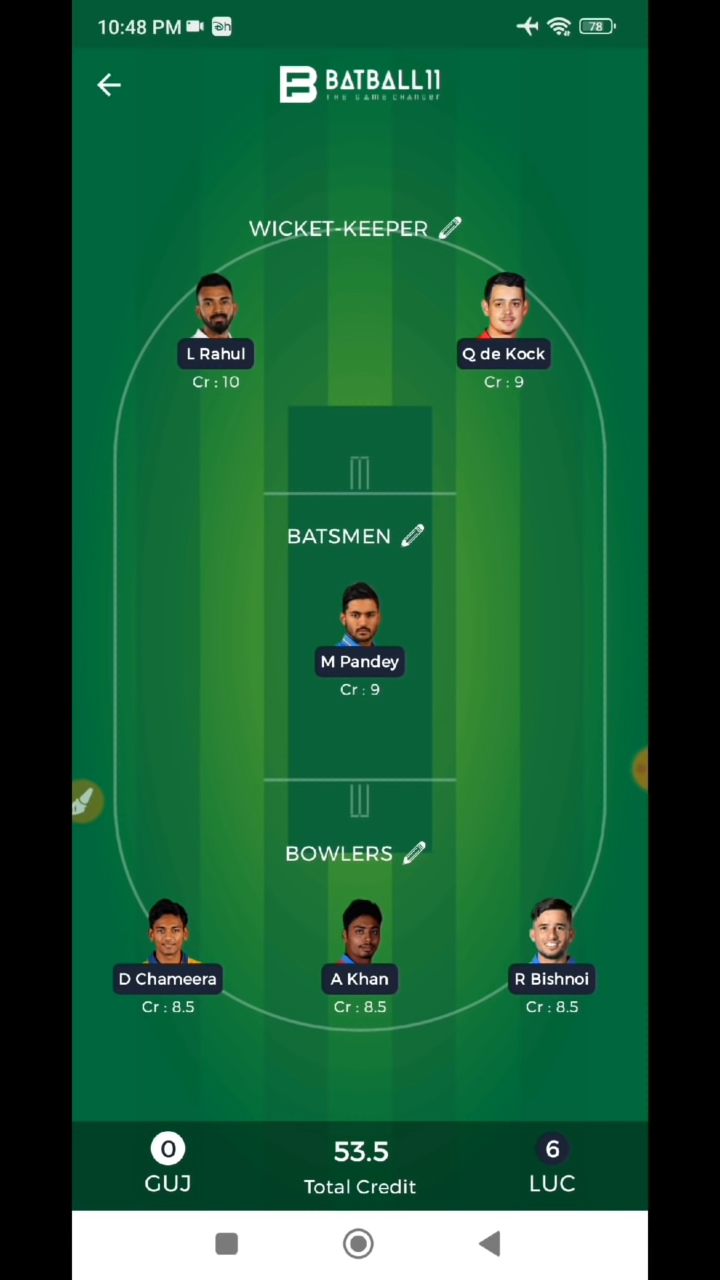 10:48 PM
78
BATBALL11
THE GAME CHANGER
WICKET-KEEPER
L Rahul
Q de Kock
Cr : 10
Cr : 9
BATSMEN
M Pandey
Cr : 9
BOWLERS
D Chameera
A Khan
R Bishnoi
Cr : 8.5
Cr : 8.5
Cr : 8.5
0
53.5
6
GUJ
Total Credit
LUC